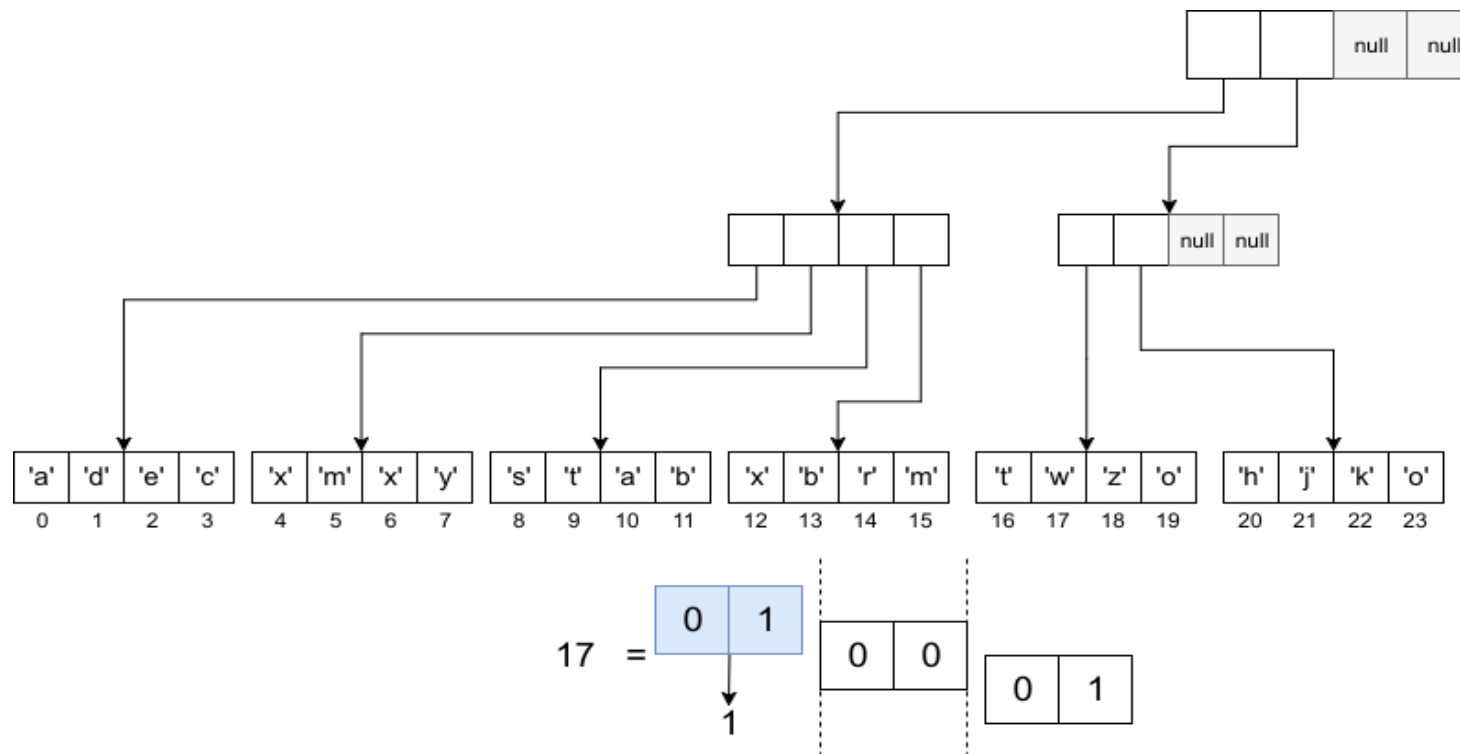 null null
null null
'a' 'd' 'e' 'c' 'x' 'm' 'x' 'y' 's' 't' 'a' 'b' 'x' 'b' 'r' 'm' 't' 'w' 'z' 'o' 'h' 'j' 'k' 'o'
0 1 2 3 4 5 6 7 8 9 10 11 12 13 14 15 16 17 18 19 20 21 22 23
17 = 0 1 0 0 0 1
1